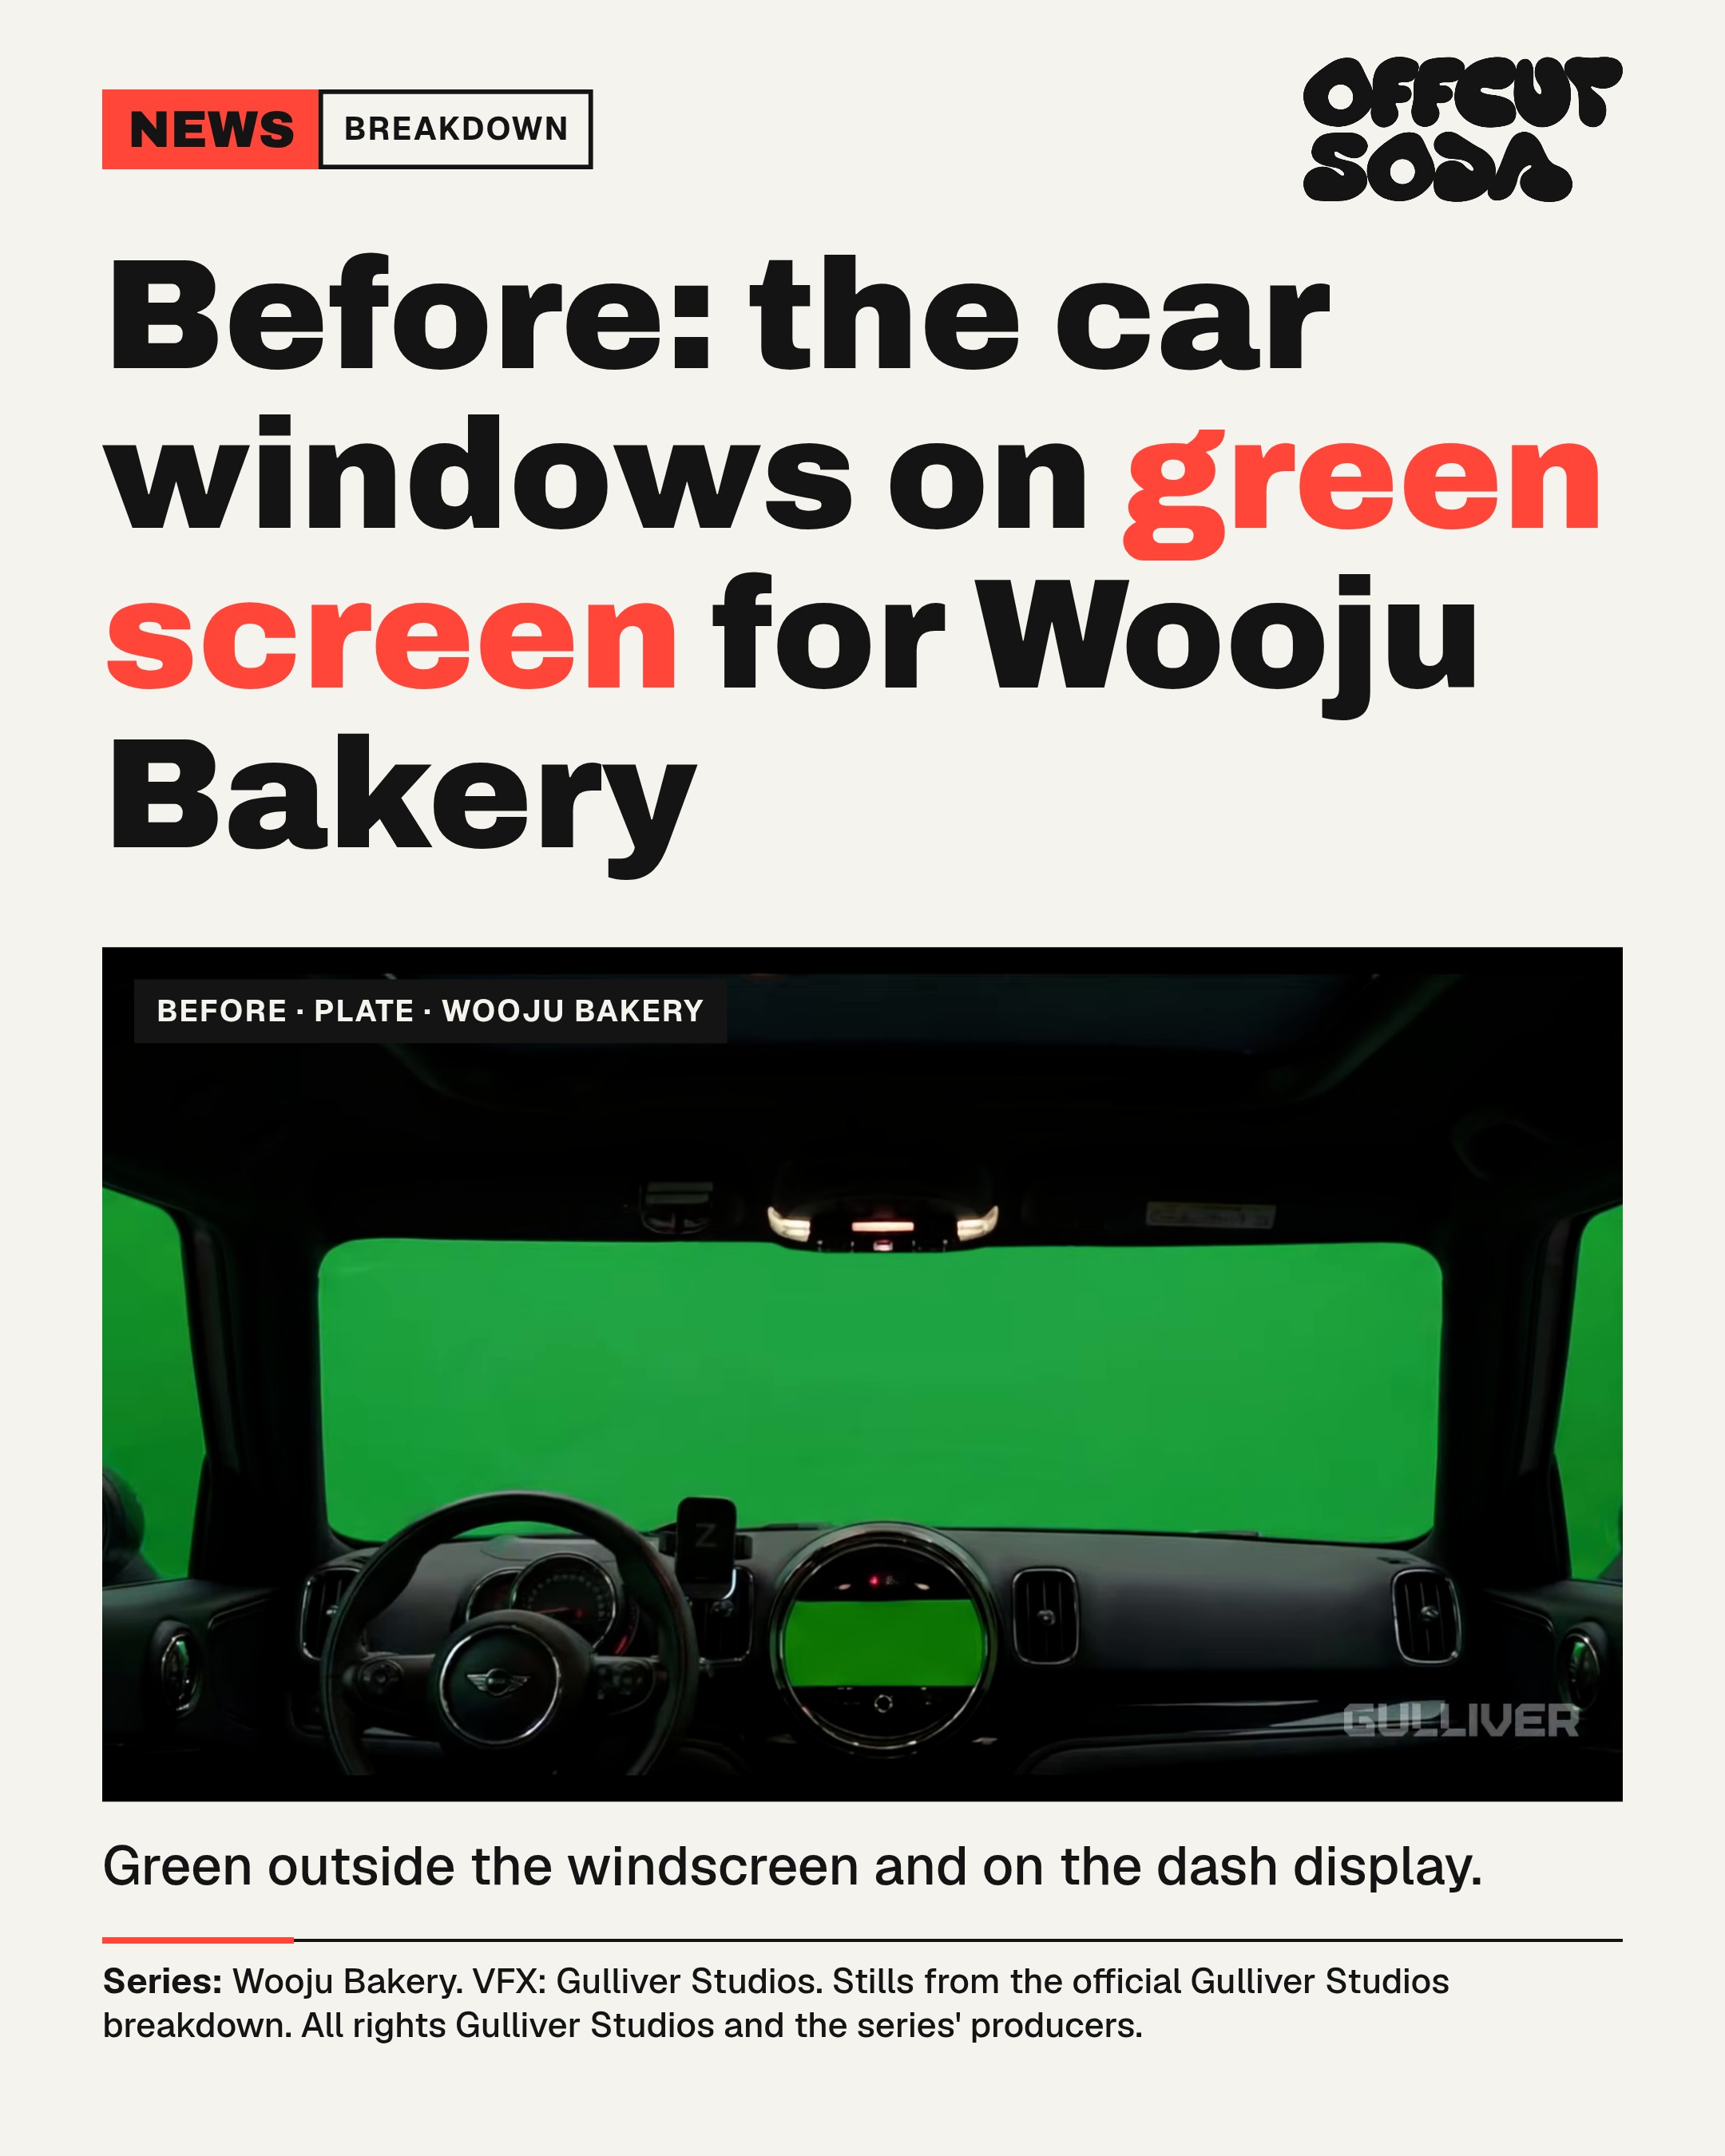 NEWS BREAKDOWN
OFFCUT
SODA
Before: the car
windows on green
screen for Wooju
Bakery
BEFORE · PLATE · WOOJU BAKERY
Z
GULLIVER
Green outside the windscreen and on the dash display.
Series: Wooju Bakery. VFX: Gulliver Studios. Stills from the official Gulliver Studios
breakdown. All rights Gulliver Studios and the series' producers.